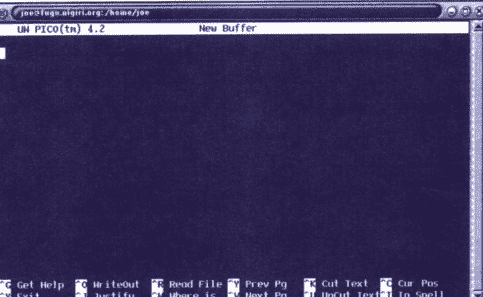 joe@fugu.nigiri.org: /home/joe
UW PICO(tm) 4.2 New Buffer
^G Get Help ^O WriteOut ^R Read File ^Y Prev Pg ^K Cut Text ^C Cur Pos
^X Exit ^J Justify ^W Where is ^V Next Pg ^U UnCut Text ^T To Spell